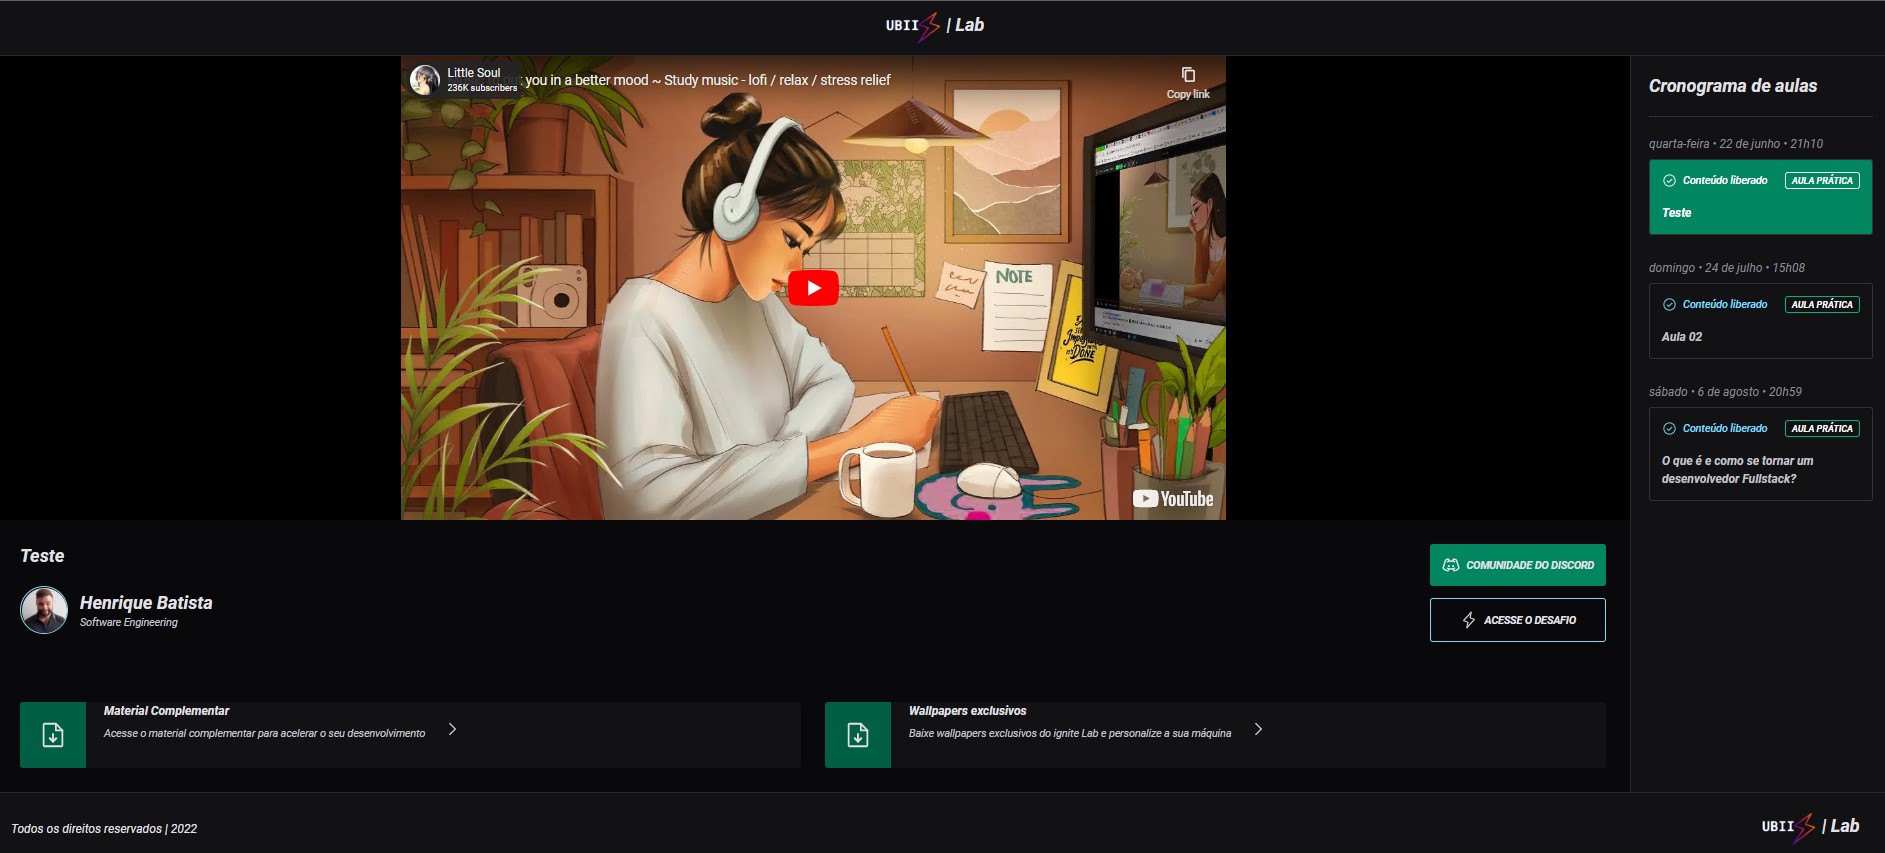 UBII | Lab
Little Soul
236K subscribers
you in a better mood ~ Study music - lofi / relax / stress relief
Copy link
NOTE
DONE
YouTube
Cronograma de aulas
quarta-feira • 22 de junho • 21h10
Conteúdo liberado AULA PRÁTICA
Teste
domingo • 24 de julho • 15h08
Conteúdo liberado AULA PRÁTICA
Aula 02
sábado • 6 de agosto • 20h59
Conteúdo liberado AULA PRÁTICA
O que é e como se tornar um
desenvolvedor Fullstack?
Teste
Henrique Batista
Software Engineering
COMUNIDADE DO DISCORD
ACESSE O DESAFIO
Material Complementar
Acesse o material complementar para acelerar o seu desenvolvimento
Wallpapers exclusivos
Baixe wallpapers exclusivos do ignite Lab e personalize a sua máquina
Todos os direitos reservados | 2022
UBII | Lab